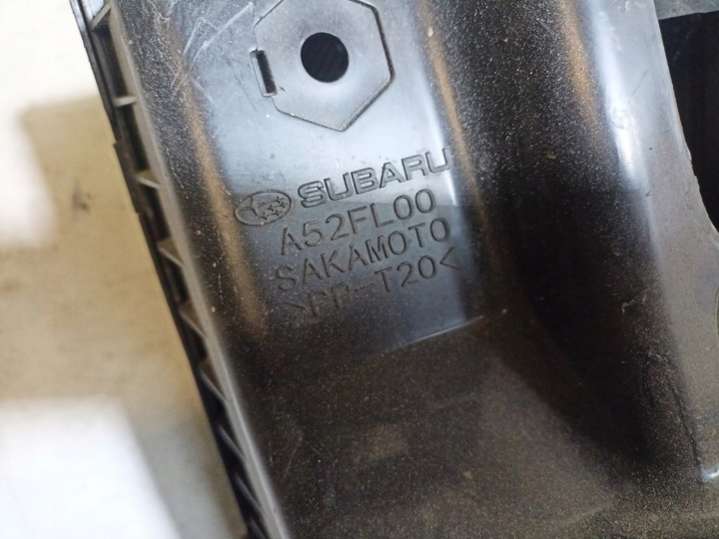 SUBARU
A52FL00
SAKAMOTO
>PP-T20<